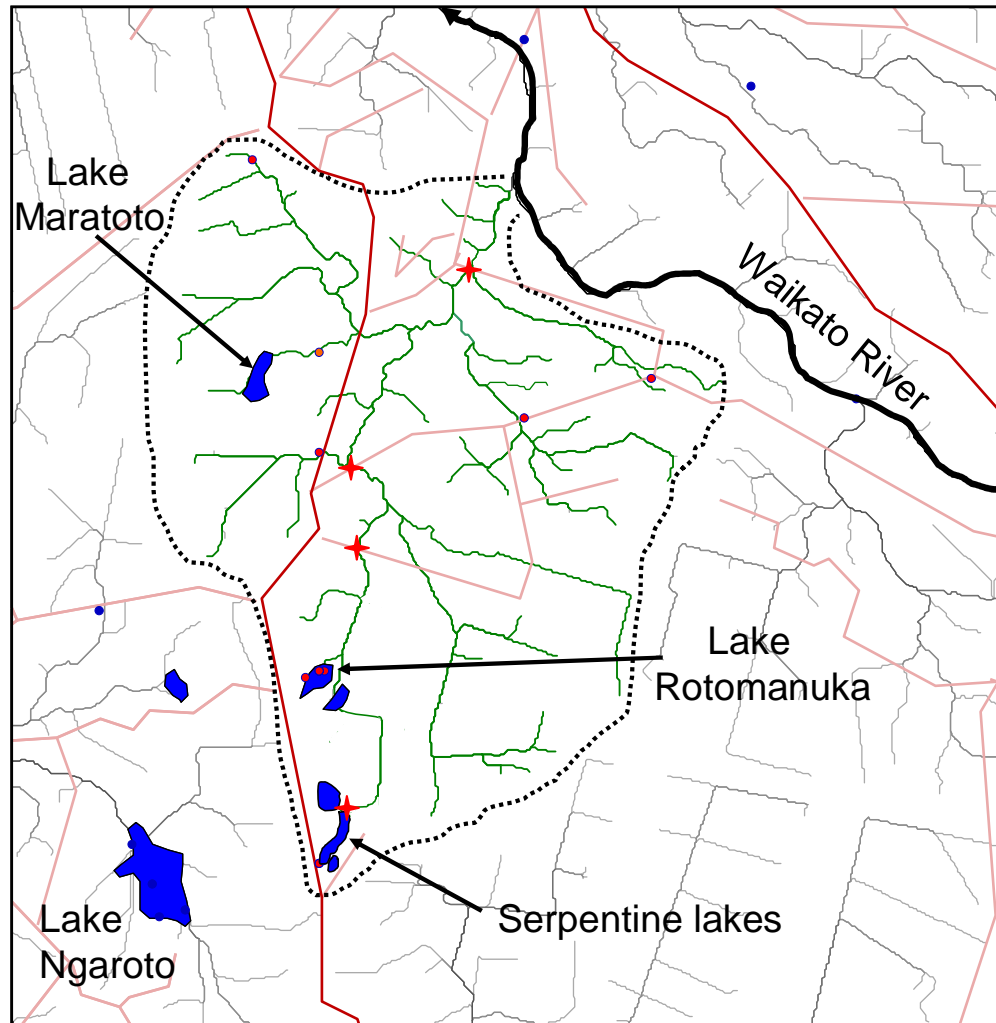 Lake
Maratoto
Waikato River
Lake
Rotomanuka
Serpentine lakes
Lake
Ngaroto